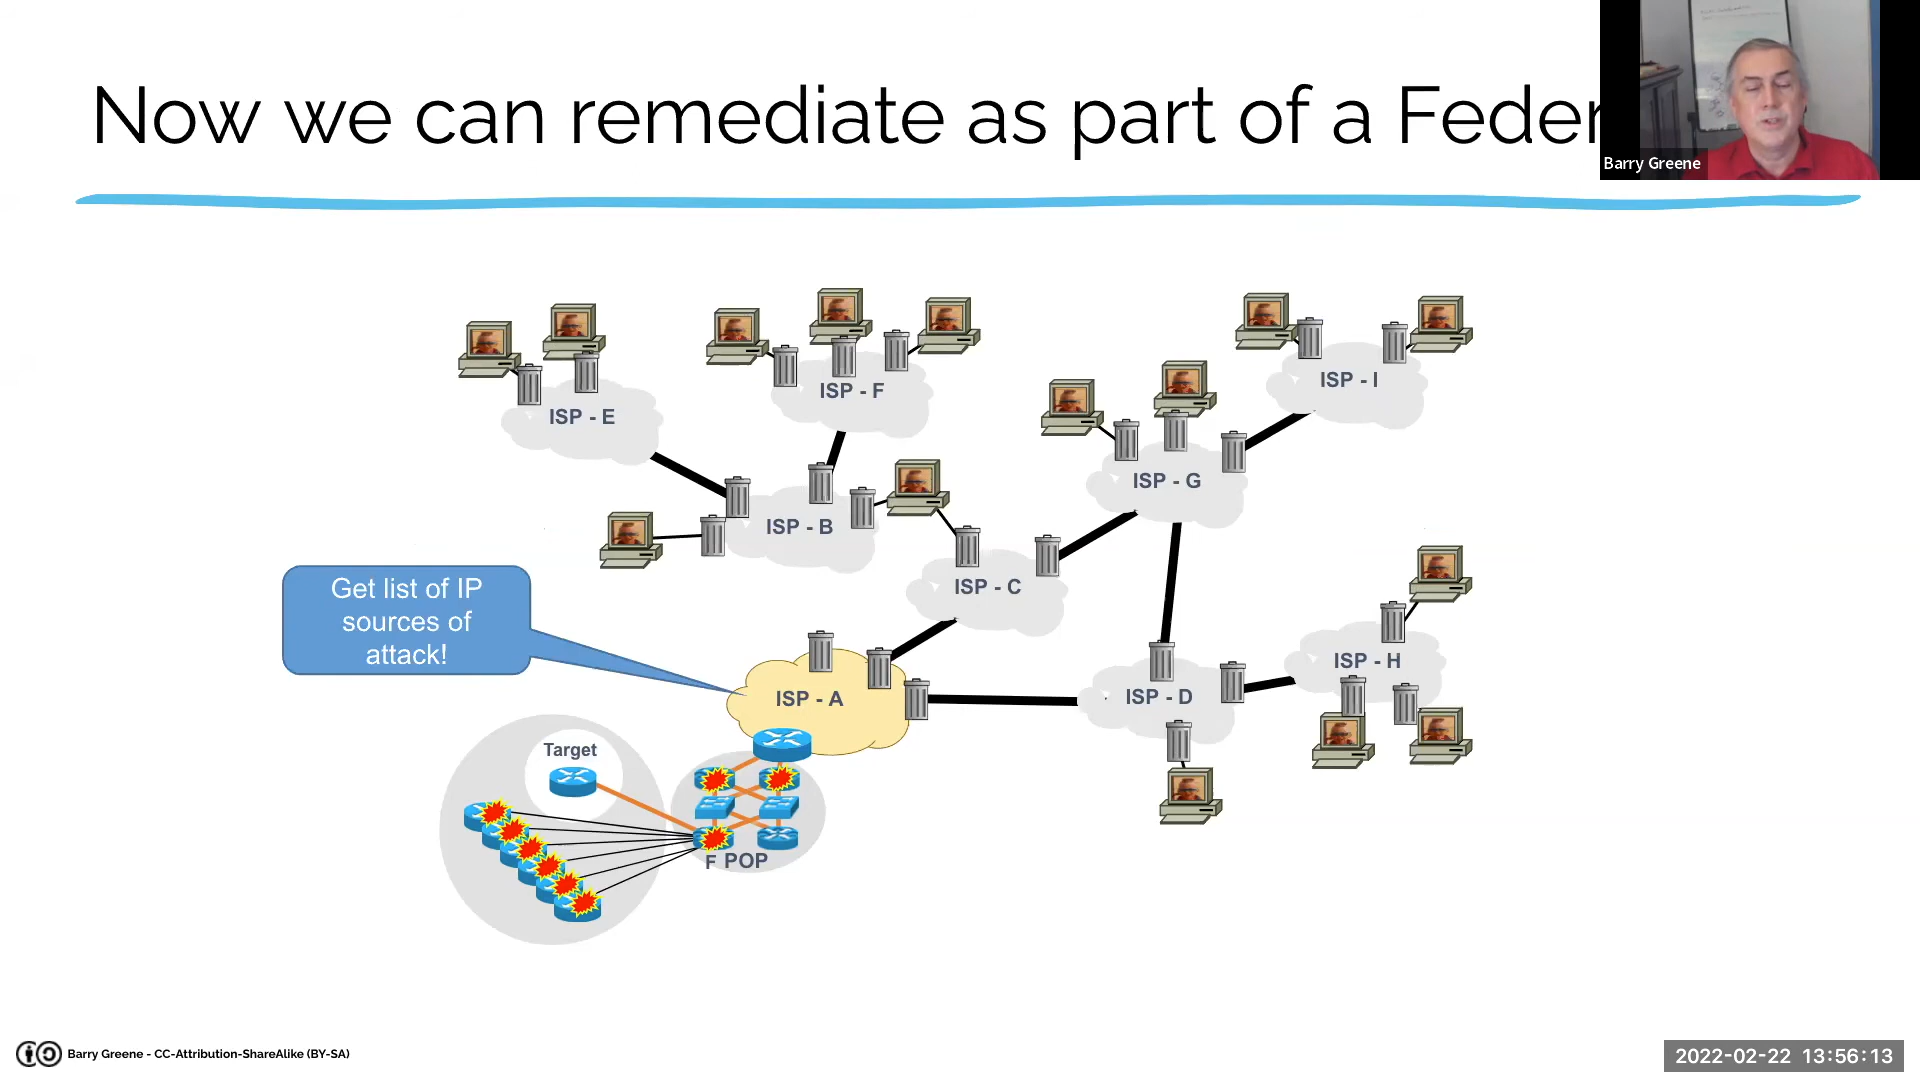 Now we can remediate as part of a Feder
Barry Greene
ISP - E
ISP - F
ISP - I
ISP - G
ISP - B
ISP - C
Get list of IP
sources of
attack!
ISP - H
ISP - A
ISP - D
Target
F POP
Barry Greene - CC-Attribution-ShareAlike (BY-SA)
2022-02-22 13:56:13